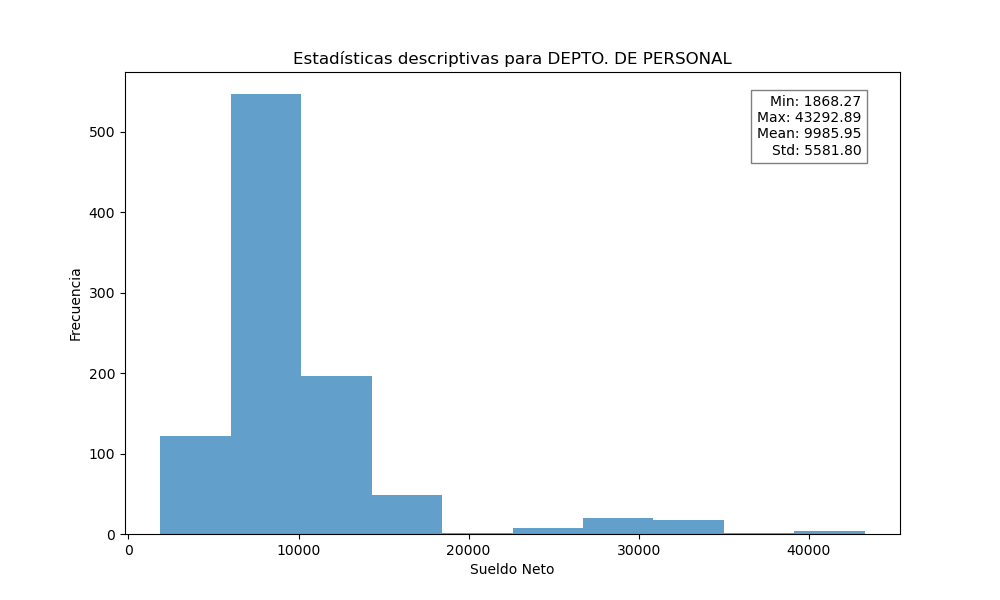 Estadísticas descriptivas para DEPTO. DE PERSONAL
Min: 1868.27
Max: 43292.89
Mean: 9985.95
Std: 5581.80
500
400
300
200
100
0
Frecuencia
0 10000 20000 30000 40000
Sueldo Neto